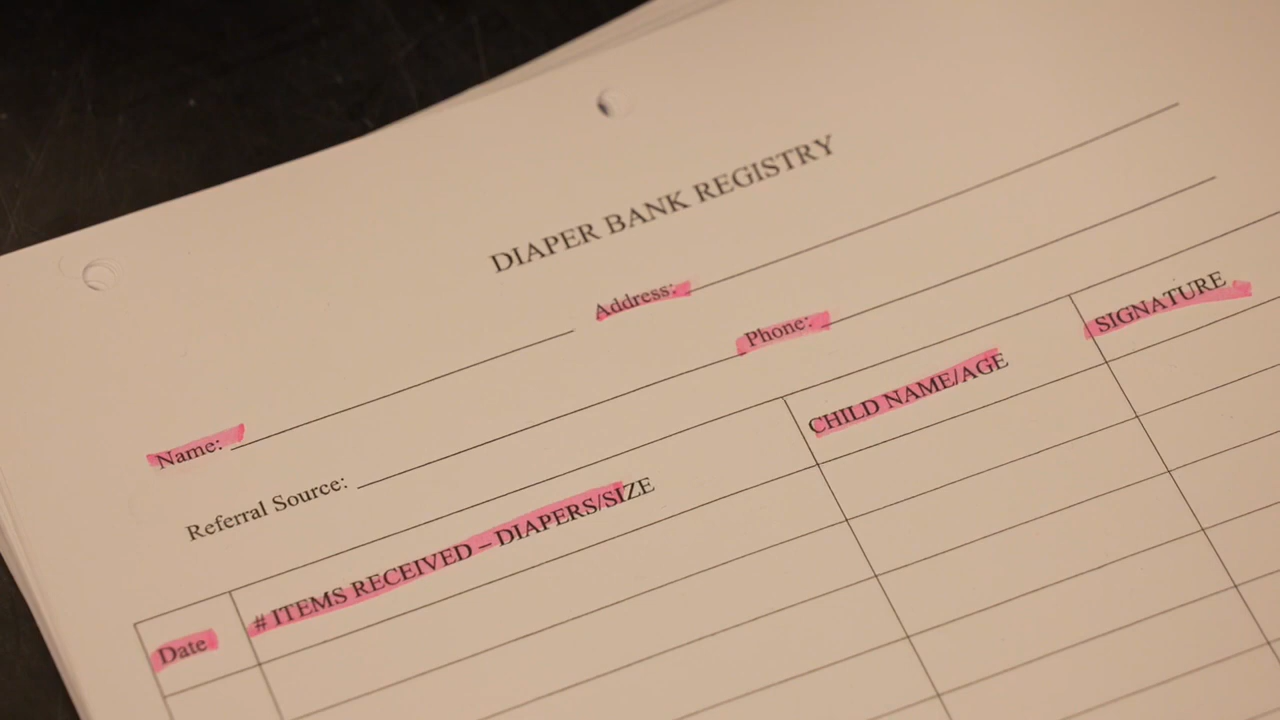 DIAPER BANK REGISTRY
Name: Address:
Referral Source: Phone:
Date # ITEMS RECEIVED – DIAPERS/SIZE CHILD NAME/AGE SIGNATURE